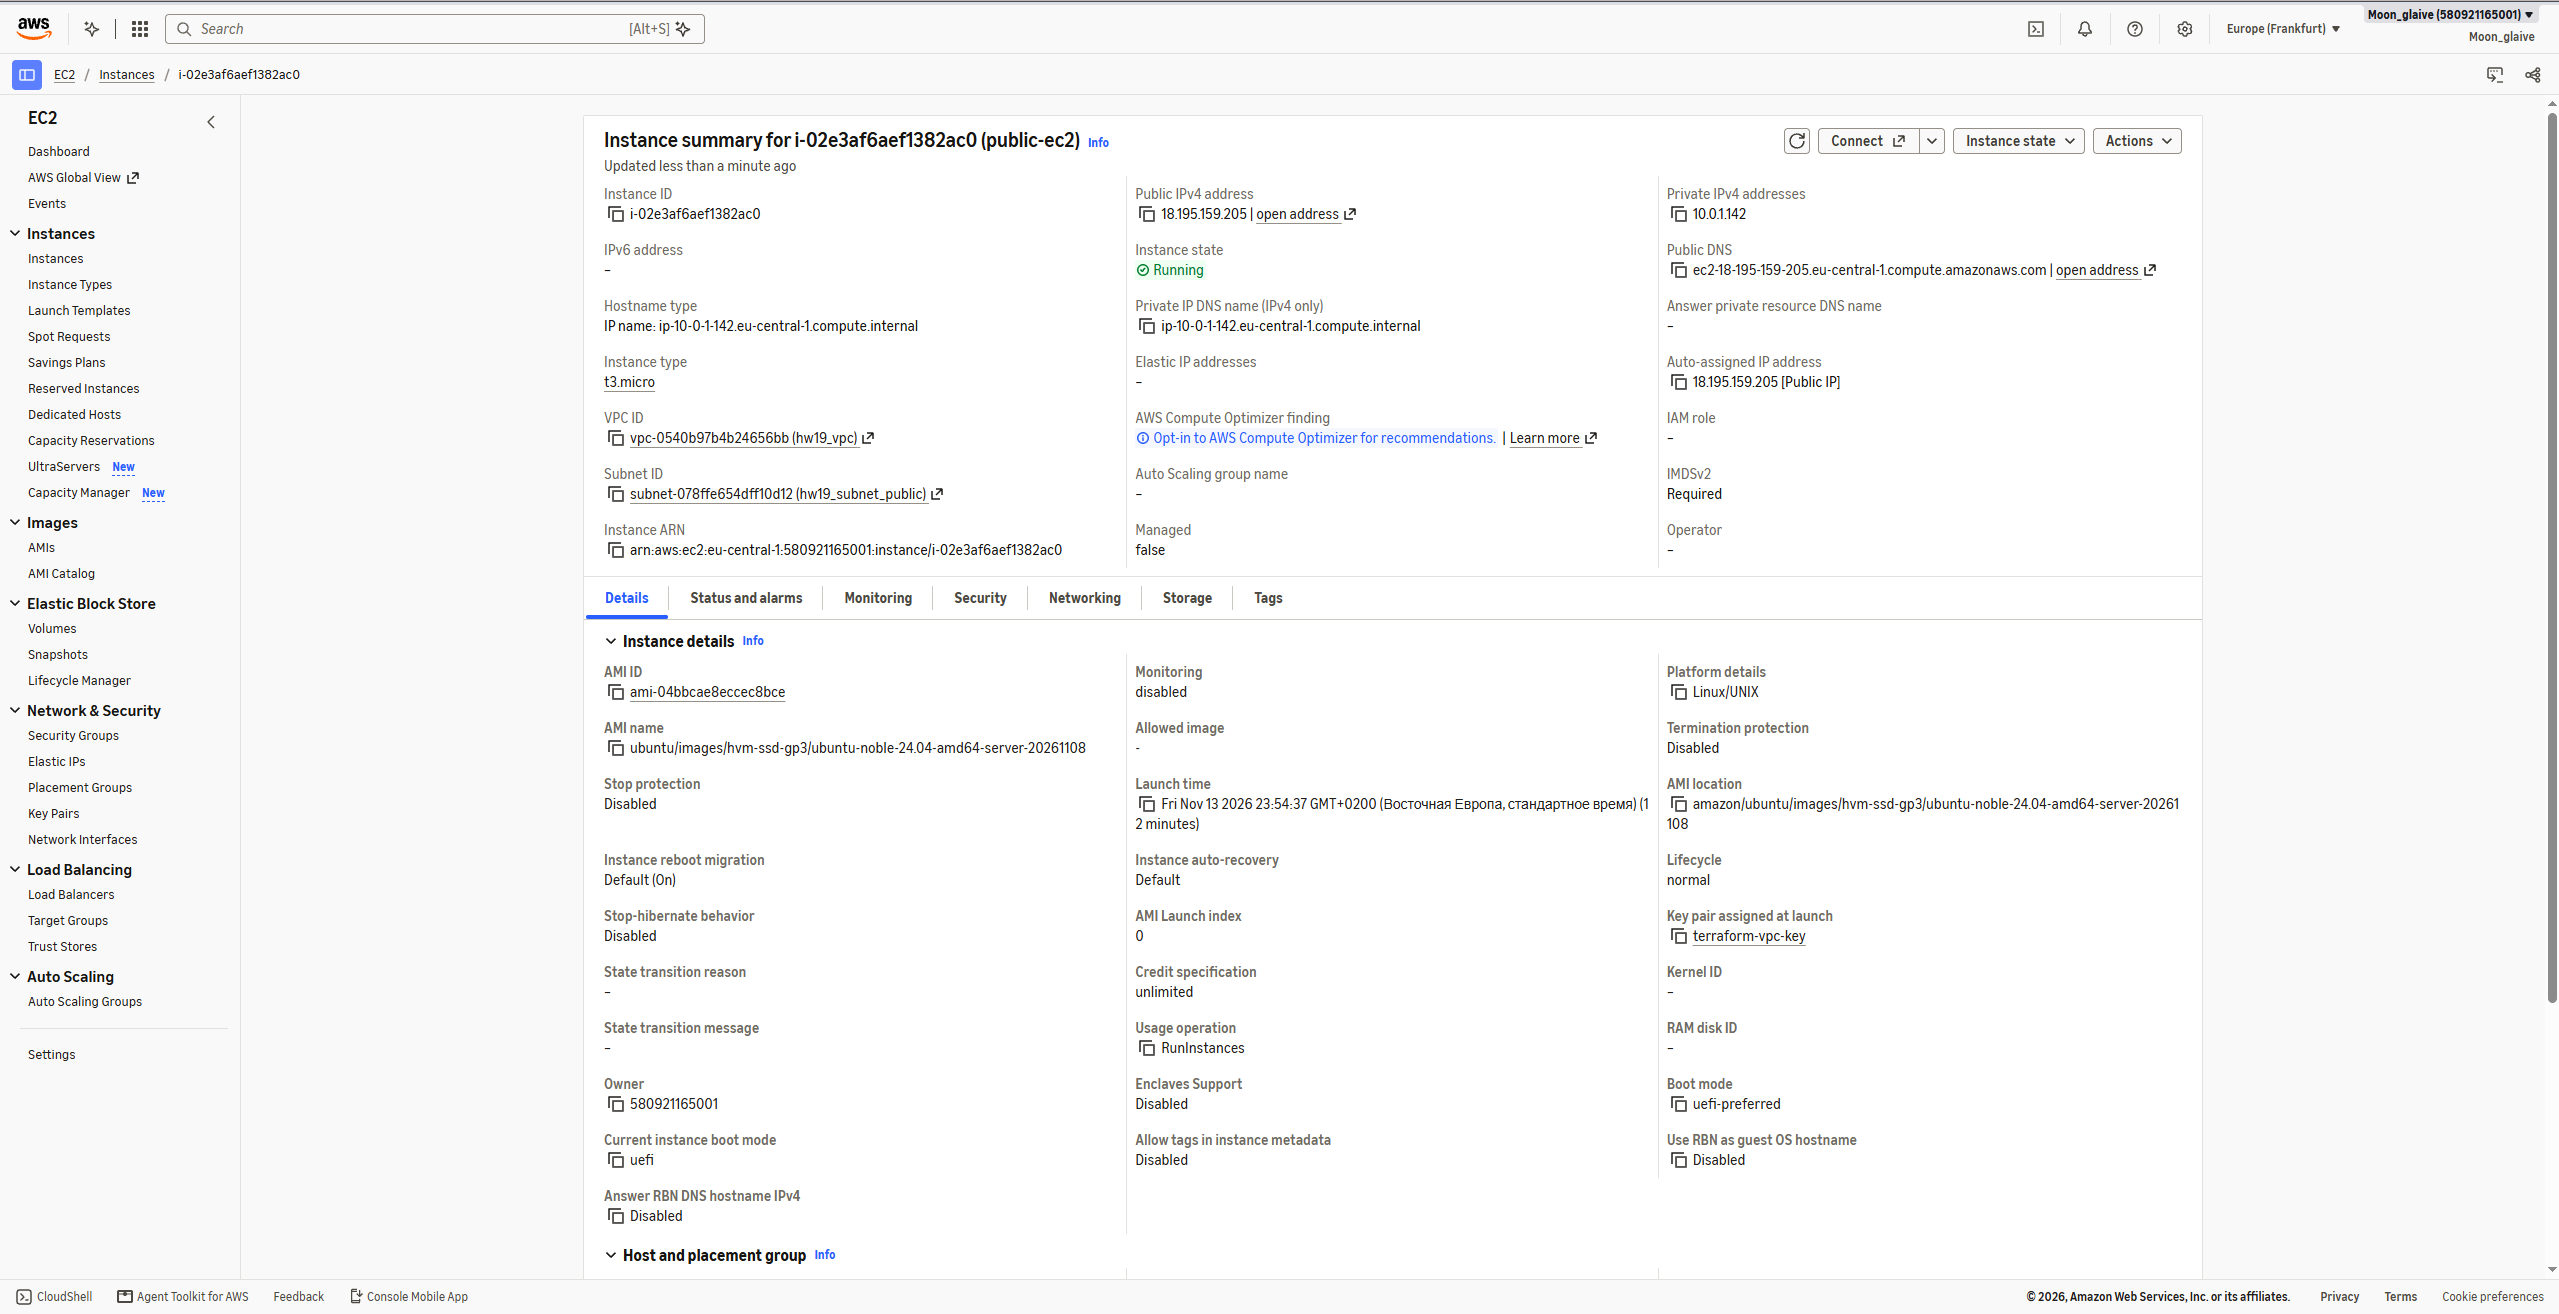 aws
Search
[Alt+S]
Europe (Frankfurt)
Moon_glaive (580921165001)
Moon_glaive
EC2 / Instances / i-02e3af6aef1382ac0
EC2
Dashboard
AWS Global View
Events
Instances
Instances
Instance Types
Launch Templates
Spot Requests
Savings Plans
Reserved Instances
Dedicated Hosts
Capacity Reservations
UltraServers New
Capacity Manager New
Images
AMIs
AMI Catalog
Elastic Block Store
Volumes
Snapshots
Lifecycle Manager
Network & Security
Security Groups
Elastic IPs
Placement Groups
Key Pairs
Network Interfaces
Load Balancing
Load Balancers
Target Groups
Trust Stores
Auto Scaling
Auto Scaling Groups
Settings
Instance summary for i-02e3af6aef1382ac0 (public-ec2) Info
Updated less than a minute ago
Connect
Instance state
Actions
Instance ID
i-02e3af6aef1382ac0
Public IPv4 address
18.195.159.205 | open address
Private IPv4 addresses
10.0.1.142
IPv6 address
–
Instance state
Running
Public DNS
ec2-18-195-159-205.eu-central-1.compute.amazonaws.com | open address
Hostname type
IP name: ip-10-0-1-142.eu-central-1.compute.internal
Private IP DNS name (IPv4 only)
ip-10-0-1-142.eu-central-1.compute.internal
Answer private resource DNS name
–
Instance type
t3.micro
Elastic IP addresses
–
Auto-assigned IP address
18.195.159.205 [Public IP]
VPC ID
vpc-0540b97b4b24656bb (hw19_vpc)
AWS Compute Optimizer finding
Opt-in to AWS Compute Optimizer for recommendations. | Learn more
IAM role
–
Subnet ID
subnet-078ffe654dff10d12 (hw19_subnet_public)
Auto Scaling group name
–
IMDSv2
Required
Instance ARN
arn:aws:ec2:eu-central-1:580921165001:instance/i-02e3af6aef1382ac0
Managed
false
Operator
–
Details
Status and alarms
Monitoring
Security
Networking
Storage
Tags
Instance details Info
AMI ID
ami-04bbcae8eccec8bce
Monitoring
disabled
Platform details
Linux/UNIX
AMI name
ubuntu/images/hvm-ssd-gp3/ubuntu-noble-24.04-amd64-server-20261108
Allowed image
-
Termination protection
Disabled
Stop protection
Disabled
Launch time
Fri Nov 13 2026 23:54:37 GMT+0200 (Восточная Европа, стандартное время) (1
2 minutes)
AMI location
amazon/ubuntu/images/hvm-ssd-gp3/ubuntu-noble-24.04-amd64-server-20261
108
Instance reboot migration
Default (On)
Instance auto-recovery
Default
Lifecycle
normal
Stop-hibernate behavior
Disabled
AMI Launch index
0
Key pair assigned at launch
terraform-vpc-key
State transition reason
–
Credit specification
unlimited
Kernel ID
–
State transition message
–
Usage operation
RunInstances
RAM disk ID
–
Owner
580921165001
Enclaves Support
Disabled
Boot mode
uefi-preferred
Current instance boot mode
uefi
Allow tags in instance metadata
Disabled
Use RBN as guest OS hostname
Disabled
Answer RBN DNS hostname IPv4
Disabled
Host and placement group Info
CloudShell
Agent Toolkit for AWS
Feedback
Console Mobile App
© 2026, Amazon Web Services, Inc. or its affiliates.
Privacy
Terms
Cookie preferences